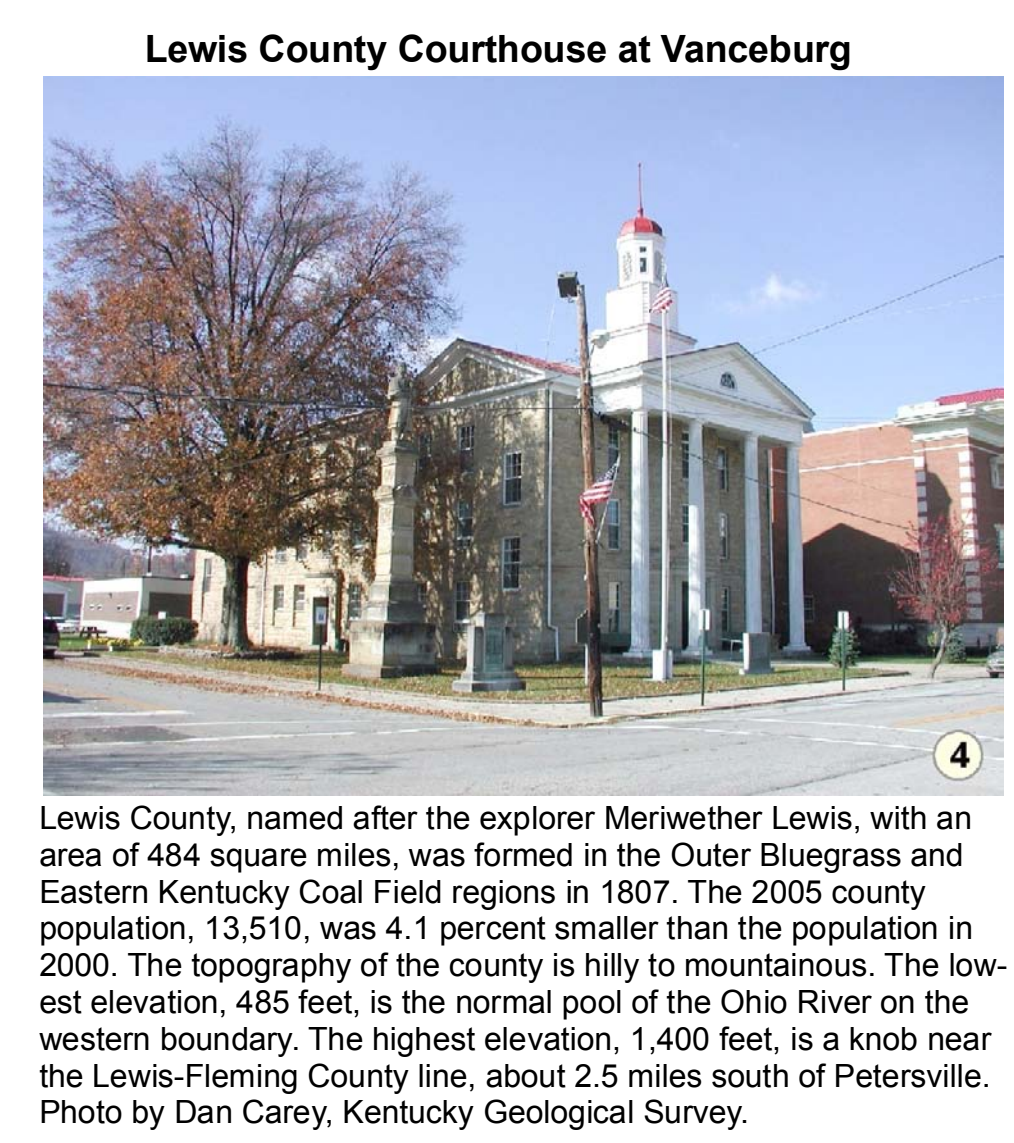 Lewis County Courthouse at Vanceburg
4
Lewis County, named after the explorer Meriwether Lewis, with an
area of 484 square miles, was formed in the Outer Bluegrass and
Eastern Kentucky Coal Field regions in 1807. The 2005 county
population, 13,510, was 4.1 percent smaller than the population in
2000. The topography of the county is hilly to mountainous. The low-
est elevation, 485 feet, is the normal pool of the Ohio River on the
western boundary. The highest elevation, 1,400 feet, is a knob near
the Lewis-Fleming County line, about 2.5 miles south of Petersville.
Photo by Dan Carey, Kentucky Geological Survey.